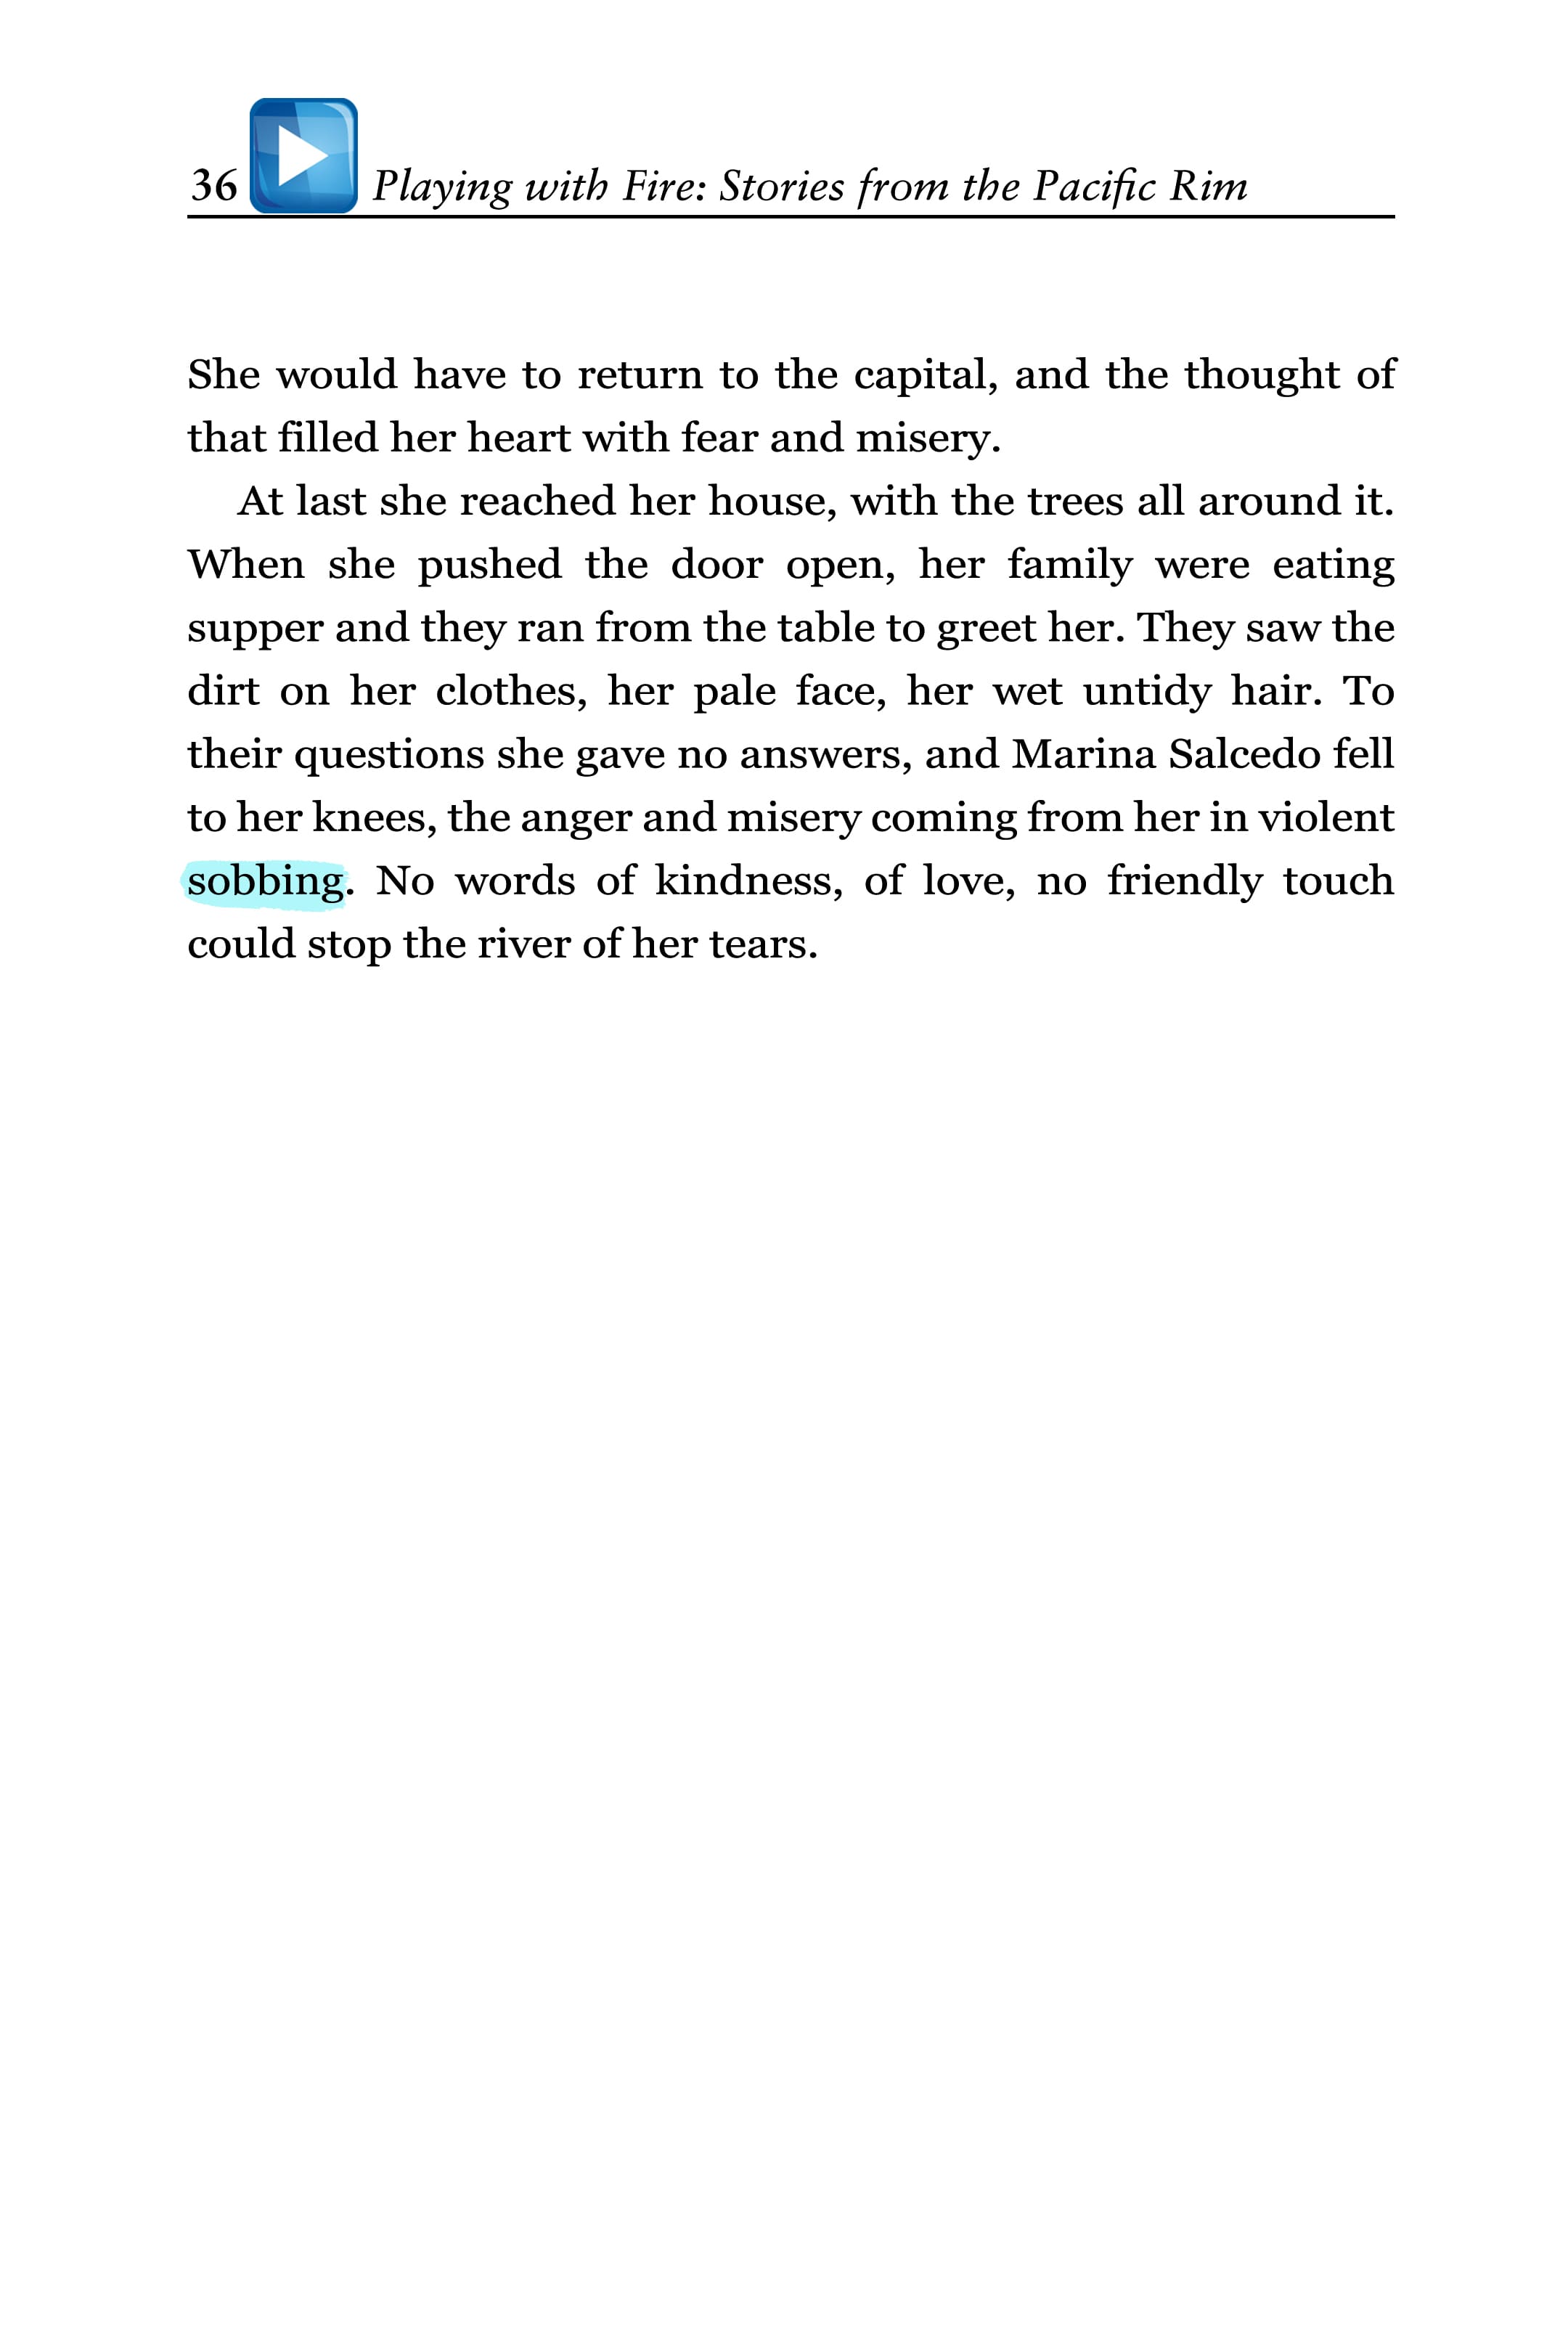 36 Playing with Fire: Stories from the Pacific Rim
She would have to return to the capital, and the thought of
that filled her heart with fear and misery.
At last she reached her house, with the trees all around it.
When she pushed the door open, her family were eating
supper and they ran from the table to greet her. They saw the
dirt on her clothes, her pale face, her wet untidy hair. To
their questions she gave no answers, and Marina Salcedo fell
to her knees, the anger and misery coming from her in violent
sobbing. No words of kindness, of love, no friendly touch
could stop the river of her tears.